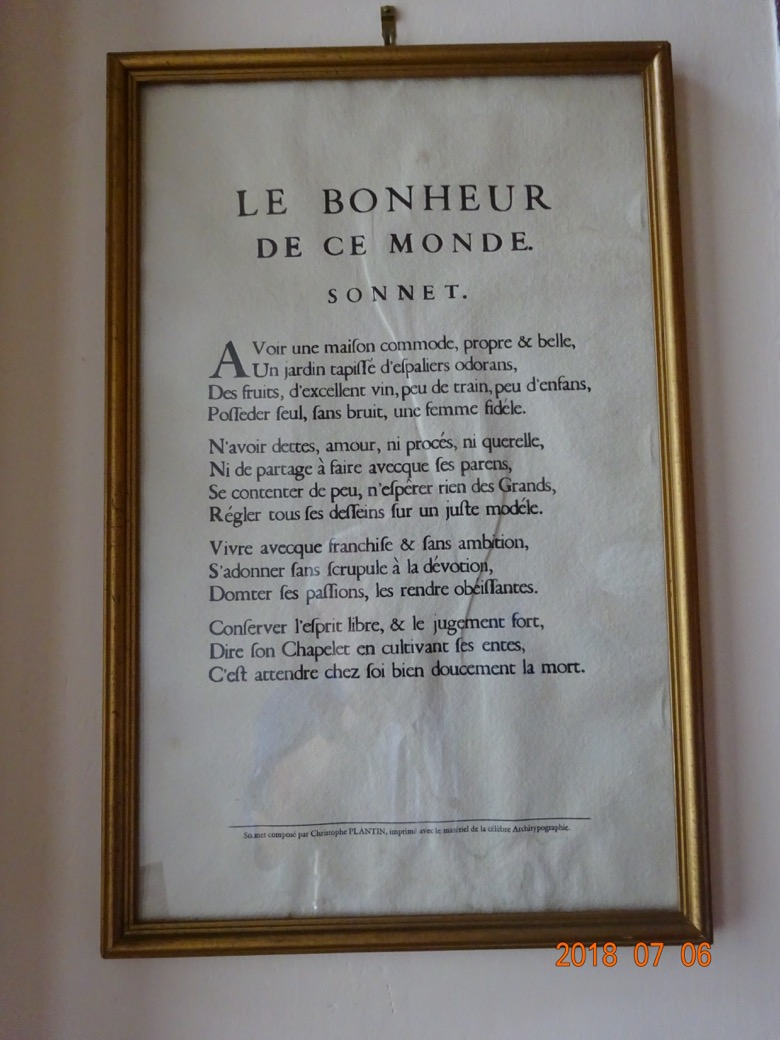 LE BONHEUR
DE CE MONDE.
SONNET.
AVoir une maiſon commode, propre & belle,
Un jardin tapiſſé d'eſpaliers odorans,
Des fruits, d'excellent vin, peu de train, peu d'enfans,
Poſſeder ſeul, ſans bruit, une femme fidéle.
N'avoir dettes, amour, ni procés, ni querelle,
Ni de partage à faire avecque ſes parens,
Se contenter de peu, n'eſpérer rien des Grands,
Régler tous ſes deſſeins ſur un juſte modéle.
Vivre avecque franchiſe & ſans ambition,
S'adonner ſans ſcrupule à la dévotion,
Domter ſes paſſions, les rendre obéiſſantes.
Conſerver l'eſprit libre, & le jugement fort,
Dire ſon Chapelet en cultivant ſes entes,
C'eſt attendre chez ſoi bien doucement la mort.
Sonnet composé par Christophe PLANTIN, imprimé avec le matériel de la célèbre Architypographie.
2018 07 06